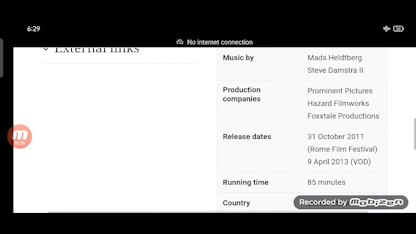 6:29
No internet connection
External links
Music by
Mads Heldtberg
Steve Damstra II
Production
companies
Prominent Pictures
Hazard Filmworks
Foxxtale Productions
Release dates
31 October 2011
(Rome Film Festival)
9 April 2013 (VOD)
Running time
85 minutes
Country
Recorded by mobizen